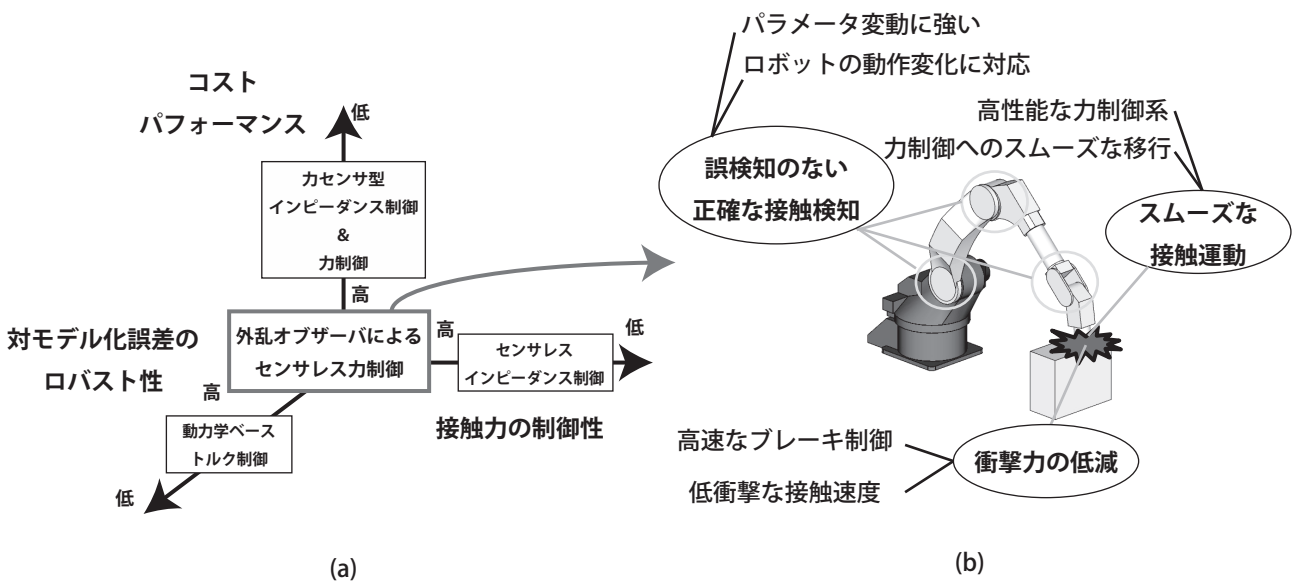 コスト
パフォーマンス
低
力センサ型
インピーダンス制御
&
力制御
高
対モデル化誤差の
ロバスト性
外乱オブザーバによる
センサレス力制御
高
低
センサレス
インピーダンス制御
接触力の制御性
高
動力学ベース
トルク制御
低
(a)
パラメータ変動に強い
ロボットの動作変化に対応
誤検知のない
正確な接触検知
高性能な力制御系
力制御へのスムーズな移行
スムーズな
接触運動
高速なブレーキ制御
低衝撃な接触速度
衝撃力の低減
(b)